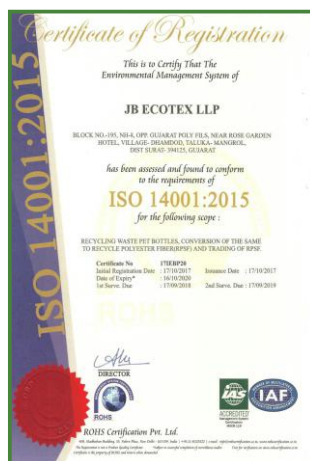 Certificate of Registration
This is to Certify That The
Environmental Management System of
JB ECOTEX LLP
BLOCK NO.-195, NH-8, OPP. GUJARAT POLY FILS, NEAR ROSE GARDEN
HOTEL, VILLAGE- DHAMDOD, TALUKA- MANGROL,
DIST SURAT- 394125, GUJARAT
has been assessed and found to conform
to the requirements of
ISO 14001:2015
for the following scope :
RECYCLING WASTE PET BOTTLES, CONVERSION OF THE SAME
TO RECYCLE POLYESTER FIBER(RPSF) AND TRADING OF RPSF.
Certificate No 17IEBP20
Initial Registration Date : 17/10/2017 Issuance Date : 17/10/2017
Date of Expiry* : 16/10/2020
1st Surve. Due : 17/09/2018 2nd Surve. Due : 17/09/2019
ISO 14001:2015
ROHS
DIRECTOR
ROHS
IAS
ACCREDITED
IAF
ROHS Certification Pvt. Ltd.